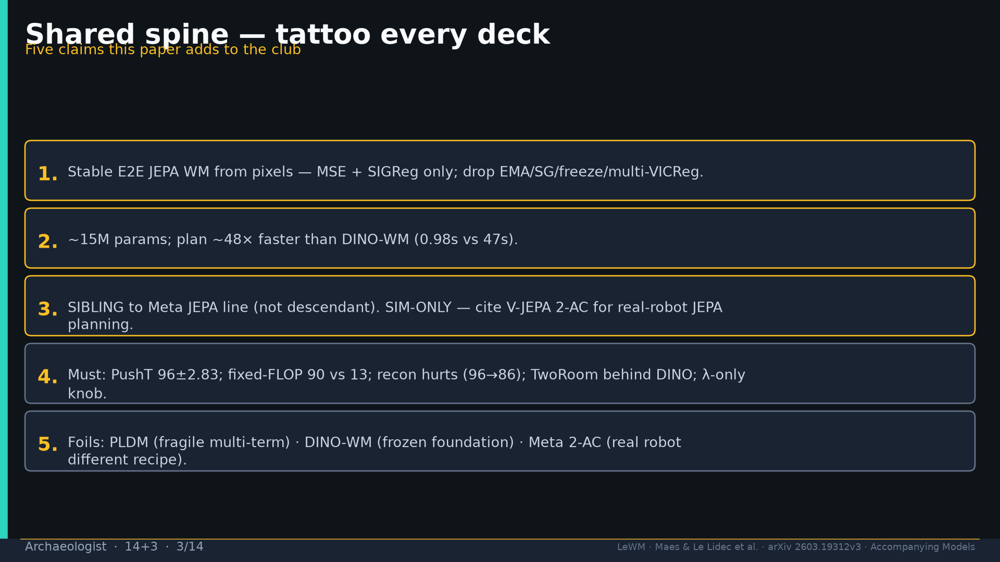 Shared spine — tattoo every deck
Five claims this paper adds to the club
1. Stable E2E JEPA WM from pixels — MSE + SIGReg only; drop EMA/SG/freeze/multi-VICReg.
2. ~15M params; plan ~48× faster than DINO-WM (0.98s vs 47s).
3. SIBLING to Meta JEPA line (not descendant). SIM-ONLY — cite V-JEPA 2-AC for real-robot JEPA
planning.
4. Must: PushT 96±2.83; fixed-FLOP 90 vs 13; recon hurts (96→86); TwoRoom behind DINO; λ-only
knob.
5. Foils: PLDM (fragile multi-term) · DINO-WM (frozen foundation) · Meta 2-AC (real robot
different recipe).
Archaeologist · 14+3 · 3/14
LeWM · Maes & Le Lidec et al. · arXiv 2603.19312v3 · Accompanying Models